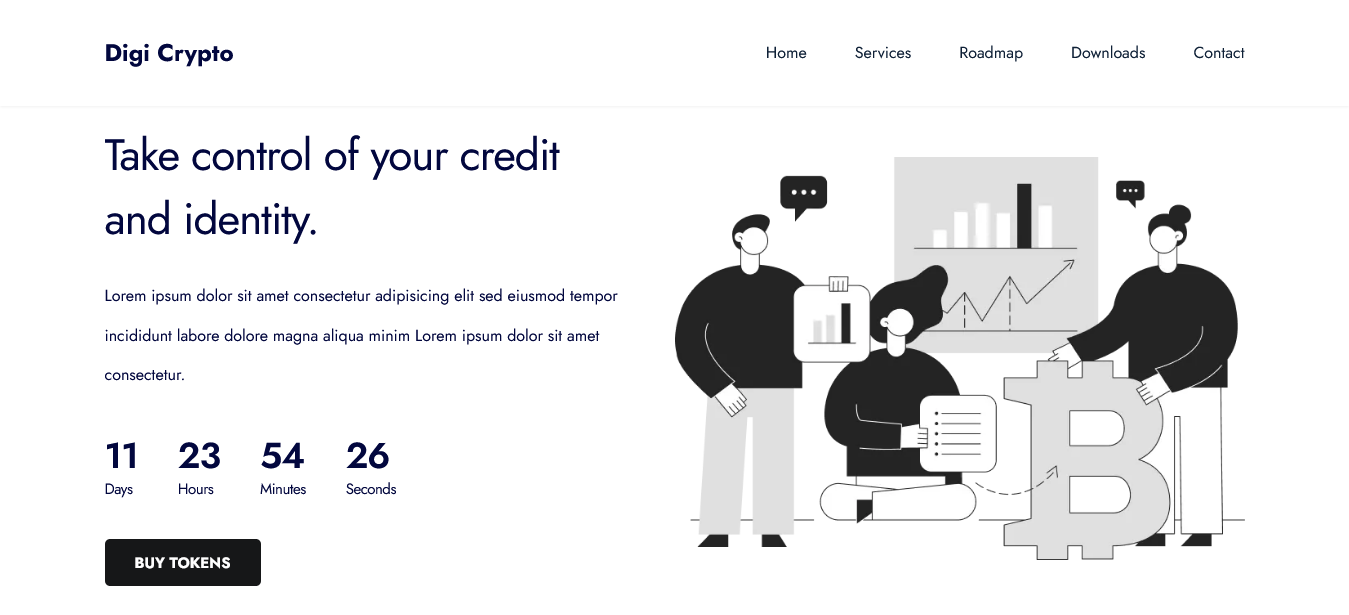 Digi Crypto
Home Services Roadmap Downloads Contact
Take control of your credit
and identity.
Lorem ipsum dolor sit amet consectetur adipisicing elit sed eiusmod tempor
incididunt labore dolore magna aliqua minim Lorem ipsum dolor sit amet
consectetur.
11 23 54 26
Days Hours Minutes Seconds
BUY TOKENS